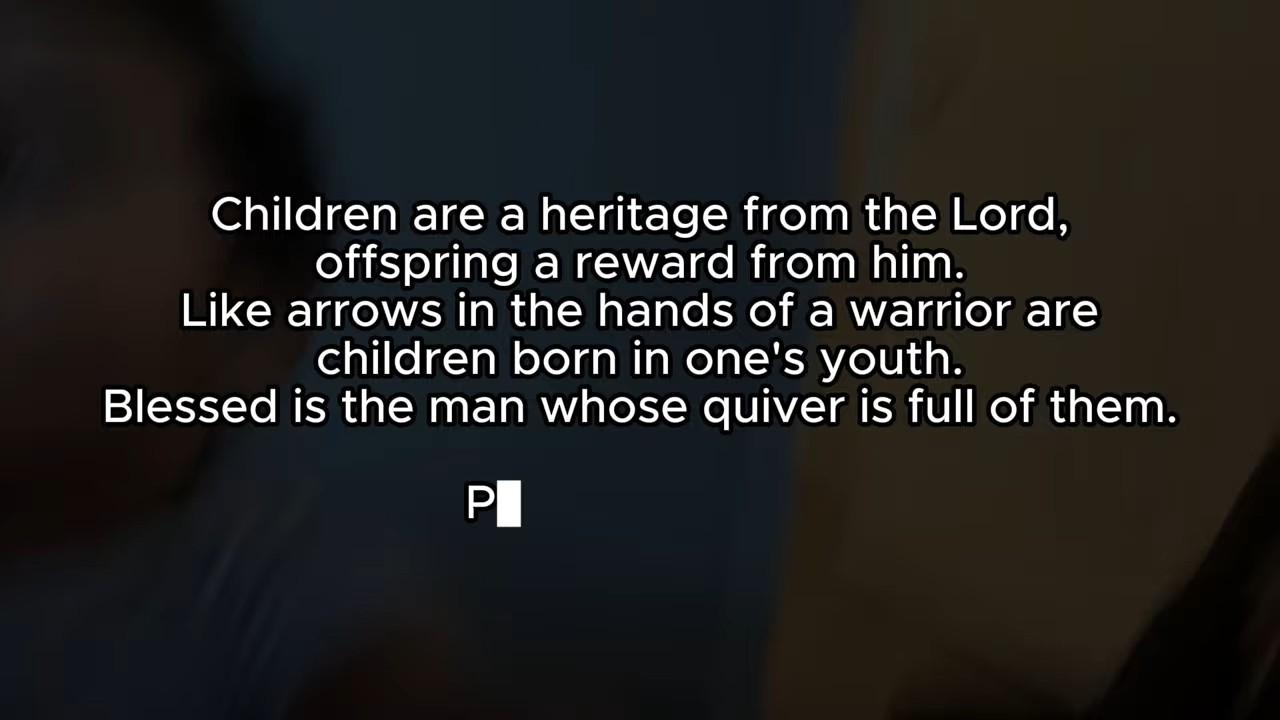 Children are a heritage from the Lord,
offspring a reward from him.
Like arrows in the hands of a warrior are
children born in one's youth.
Blessed is the man whose quiver is full of them.
P